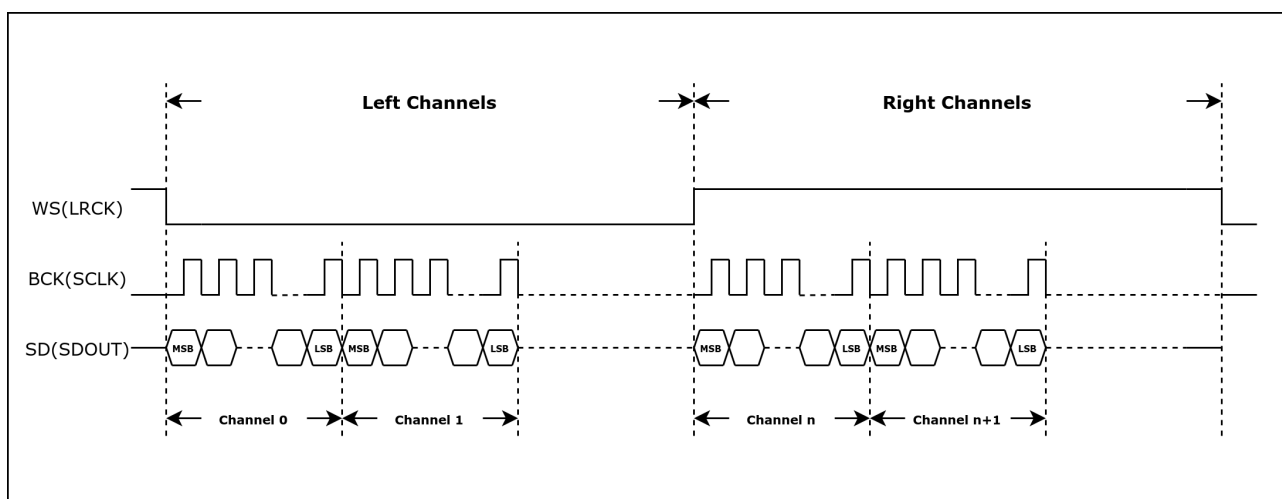 Left Channels Right Channels
WS(LRCK)
BCK(SCLK)
SD(SDOUT) MSB LSB MSB LSB MSB LSB MSB LSB
Channel 0 Channel 1 Channel n Channel n+1